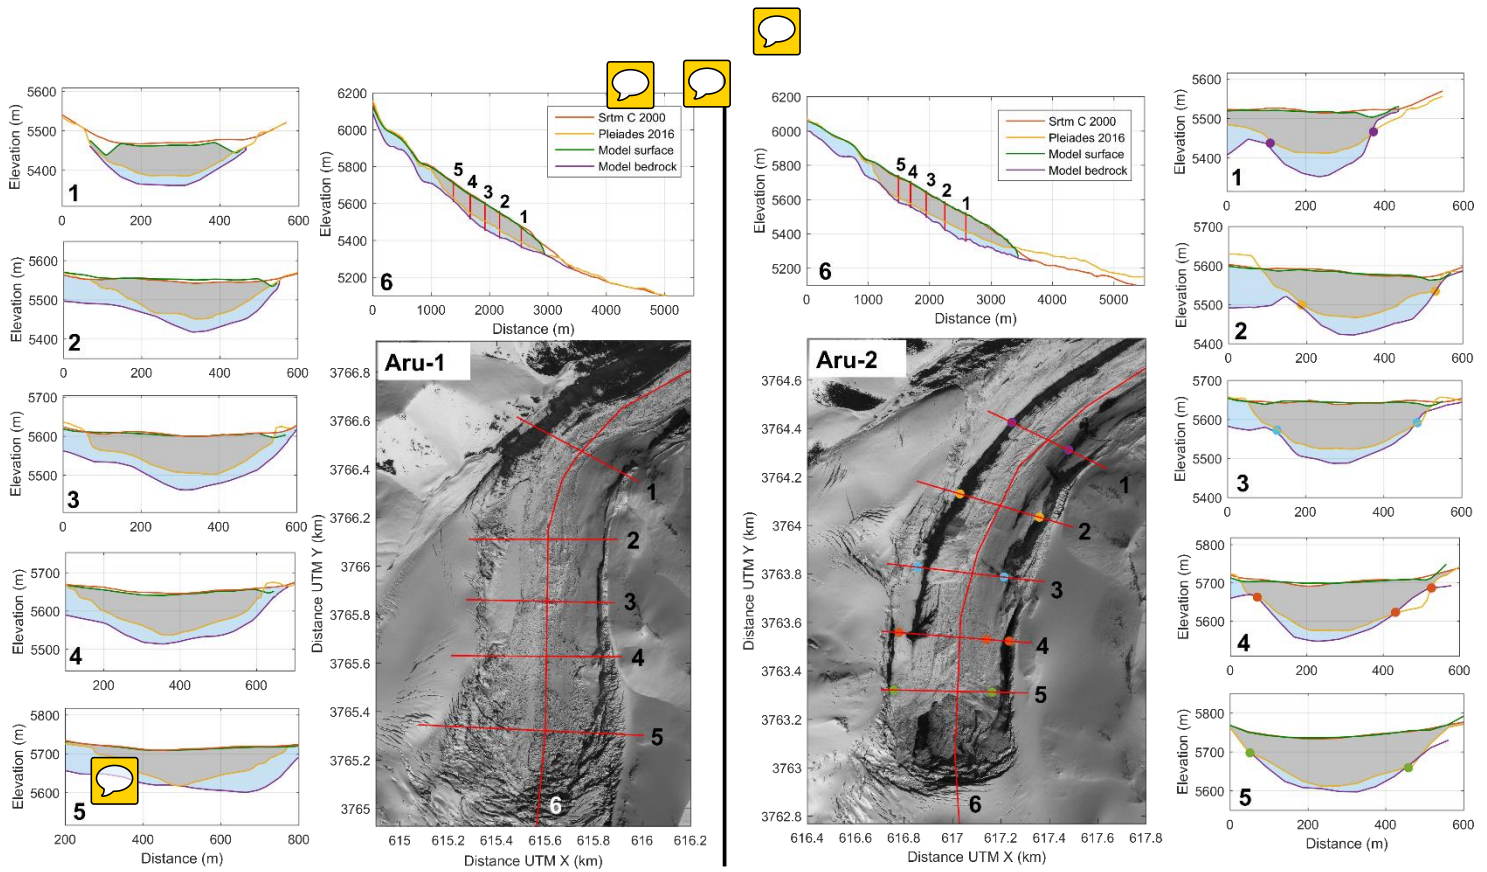 5600
5500
5400
Elevation (m)
1
0 200 400 600
5600
5500
5400
Elevation (m)
2
0 200 400 600
5700
5600
5500
Elevation (m)
3
0 200 400 600
5700
5600
5500
Elevation (m)
4
200 400 600
5800
5700
5600
Elevation (m)
5
200 400 600 800
Distance (m)
6200
6000
5800
5600
5400
5200
Elevation (m)
Srtm C 2000
Pleiades 2016
Model surface
Model bedrock
5 4 3 2 1
6
0 1000 2000 3000 4000 5000
Distance (m)
Aru-1
3766.8
3766.6
3766.4
3766.2
3766
3765.8
3765.6
3765.4
3765.2
3765
Distance UTM Y (km)
1
2
3
4
5
6
615 615.2 615.4 615.6 615.8 616 616.2
Distance UTM X (km)
6200
6000
5800
5600
5400
5200
Elevation (m)
Srtm C 2000
Pleiades 2016
Model surface
Model bedrock
5 4 3 2 1
6
0 1000 2000 3000 4000 5000
Distance (m)
Aru-2
3764.6
3764.4
3764.2
3764
3763.8
3763.6
3763.4
3763.2
3763
3762.8
Distance UTM Y (km)
1
2
3
4
5
6
616.4 616.6 616.8 617 617.2 617.4 617.6 617.8
Distance UTM X (km)
5600
5500
5400
Elevation (m)
1
0 200 400 600
5700
5600
5500
5400
Elevation (m)
2
0 200 400 600
5700
5600
5500
5400
Elevation (m)
3
0 200 400 600
5800
5700
5600
Elevation (m)
4
0 200 400 600
5800
5700
5600
Elevation (m)
5
0 200 400 600
Distance (m)